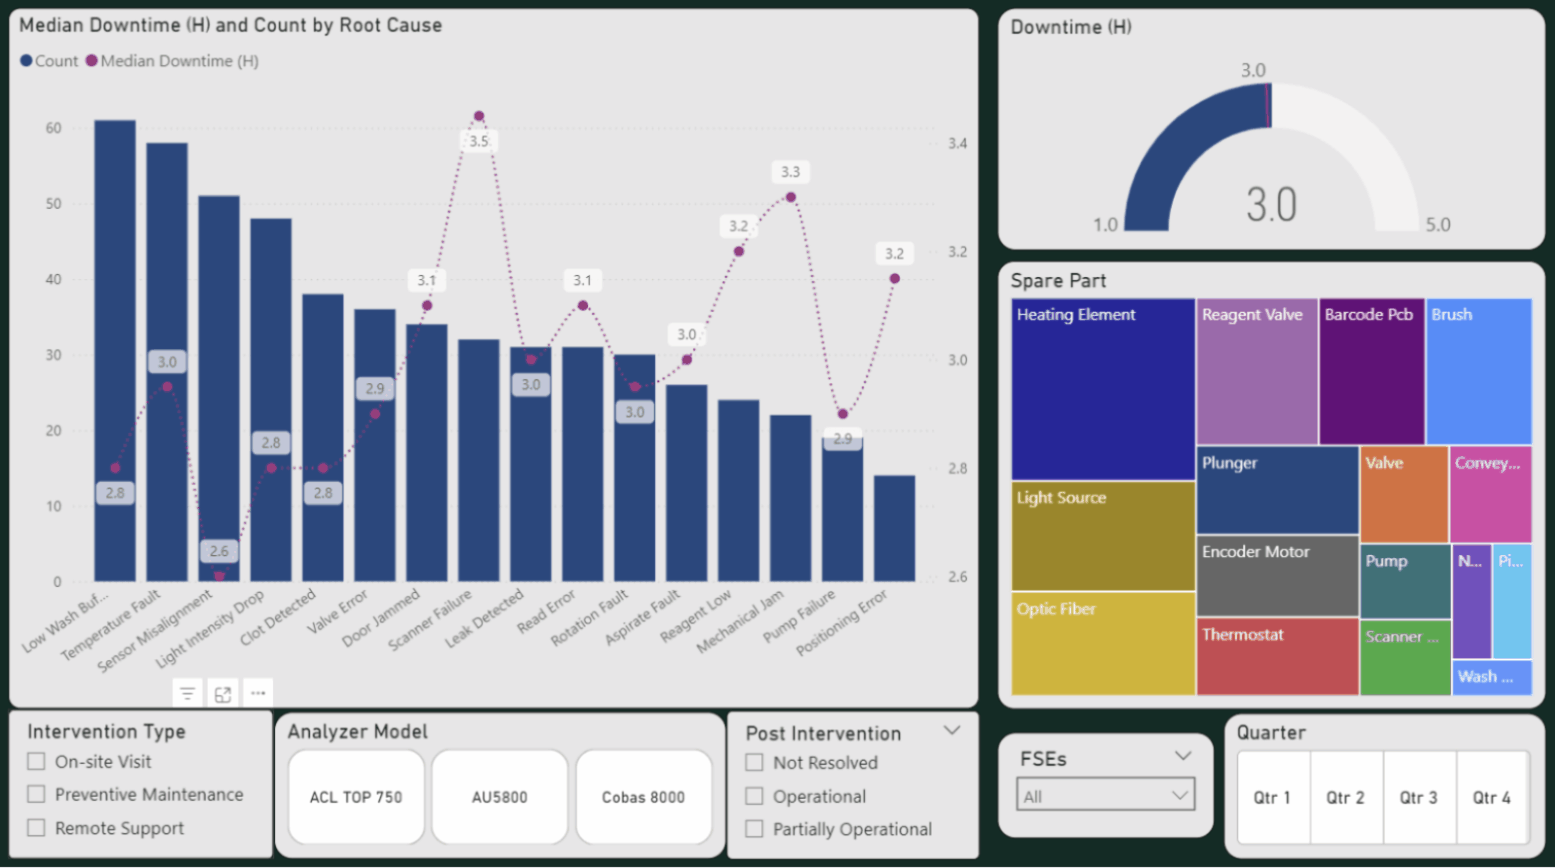 Median Downtime (H) and Count by Root Cause
Count Median Downtime (H)
60
50
40
30
20
10
0
3.4
3.2
3.0
2.8
2.6
2.8
3.0
2.6
2.8
2.8
2.9
3.1
3.5
3.0
3.1
3.0
3.0
3.2
3.3
2.9
3.2
Low Wash Buf...
Temperature Fault
Sensor Misalignment
Light Intensity Drop
Clot Detected
Valve Error
Door Jammed
Scanner Failure
Leak Detected
Read Error
Rotation Fault
Aspirate Fault
Reagent Low
Mechanical Jam
Pump Failure
Positioning Error
Downtime (H)
3.0
1.0
3.0
5.0
Spare Part
Heating Element
Light Source
Optic Fiber
Reagent Valve
Barcode Pcb
Brush
Plunger
Valve
Convey...
Encoder Motor
Pump
N...
Pi...
Thermostat
Scanner ...
Wash ...
Intervention Type
On-site Visit
Preventive Maintenance
Remote Support
Analyzer Model
ACL TOP 750
AU5800
Cobas 8000
Post Intervention
Not Resolved
Operational
Partially Operational
FSEs
All
Quarter
Qtr 1
Qtr 2
Qtr 3
Qtr 4